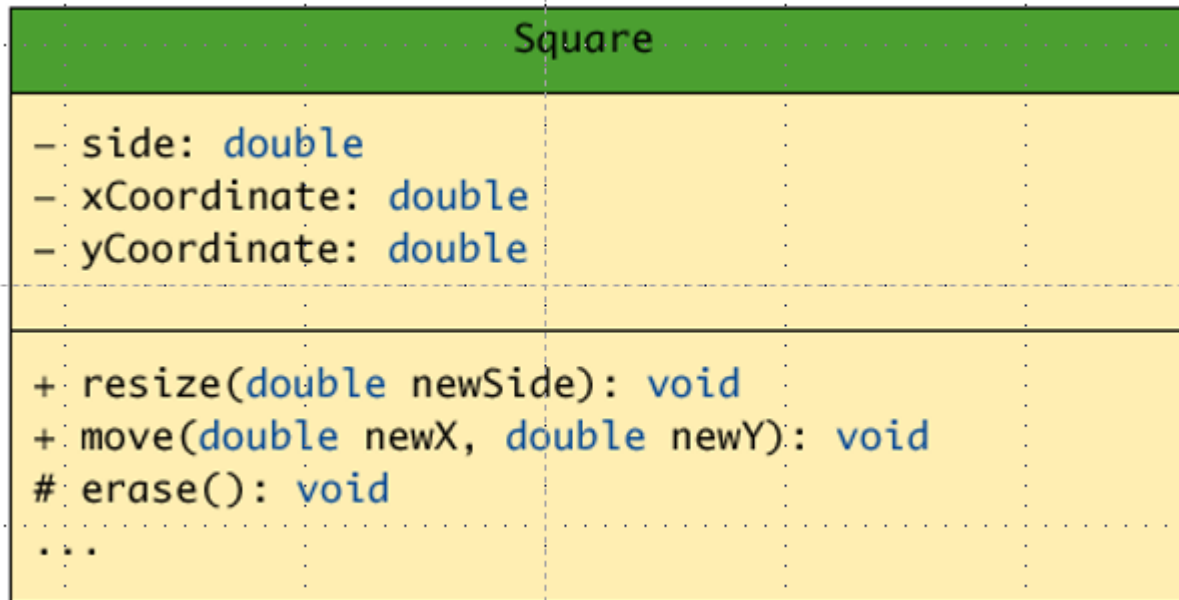 Square
– side: double
– xCoordinate: double
– yCoordinate: double
+ resize(double newSide): void
+ move(double newX, double newY): void
# erase(): void
...